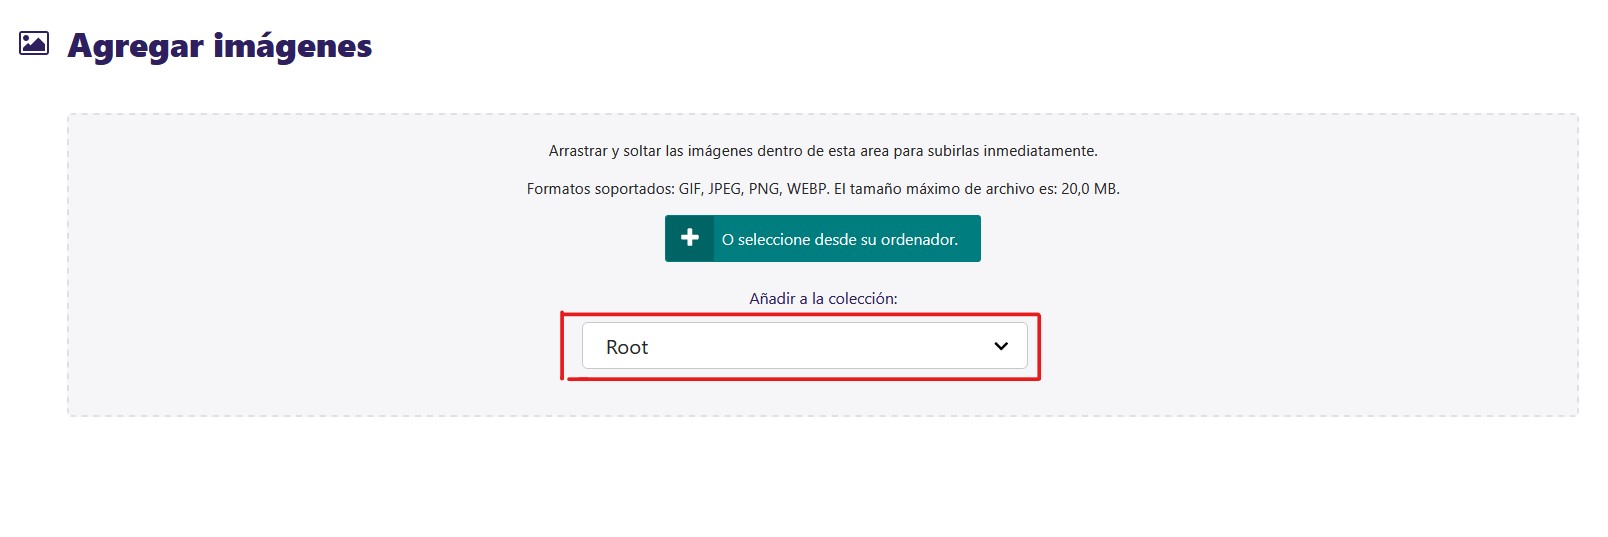 Agregar imágenes
Arrastrar y soltar las imágenes dentro de esta area para subirlas inmediatamente.
Formatos soportados: GIF, JPEG, PNG, WEBP. El tamaño máximo de archivo es: 20,0 MB.
O seleccione desde su ordenador.
Añadir a la colección:
Root